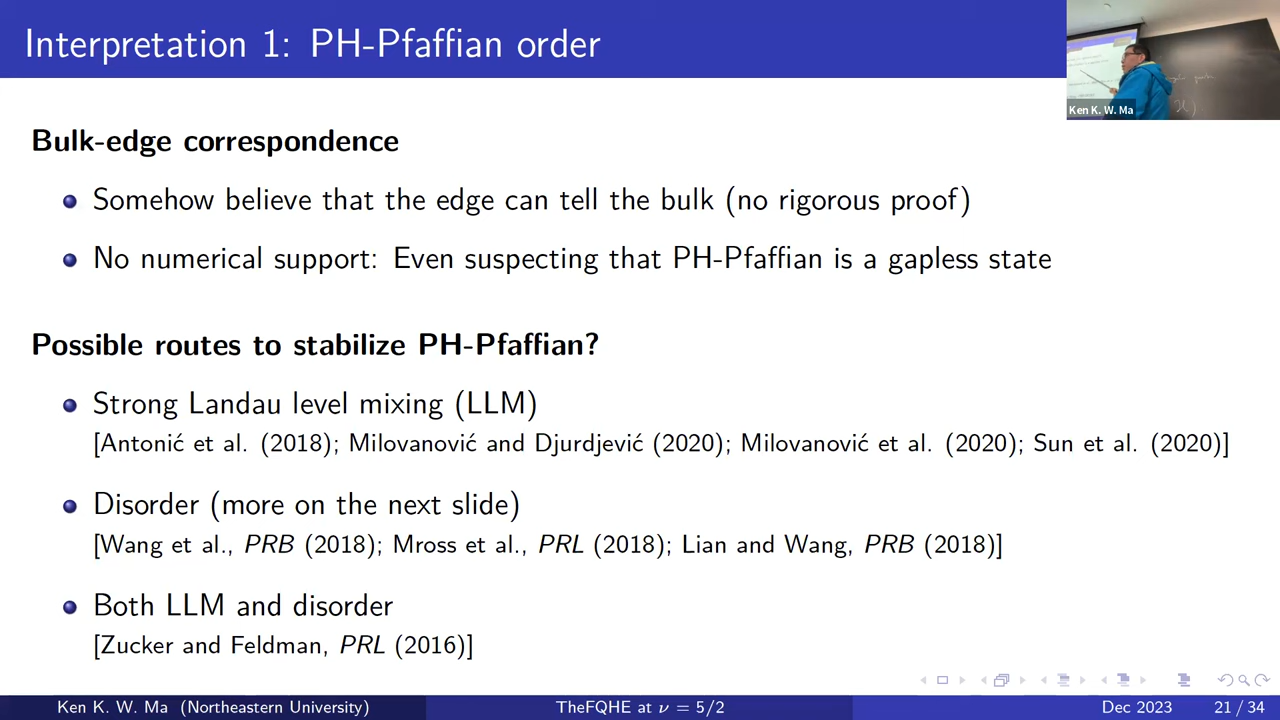 Interpretation 1: PH-Pfaffian order
Ken K. W. Ma
Bulk-edge correspondence
Somehow believe that the edge can tell the bulk (no rigorous proof)
No numerical support: Even suspecting that PH-Pfaffian is a gapless state
Possible routes to stabilize PH-Pfaffian?
Strong Landau level mixing (LLM)
[Antonić et al. (2018); Milovanović and Djurdjević (2020); Milovanović et al. (2020); Sun et al. (2020)]
Disorder (more on the next slide)
[Wang et al., PRB (2018); Mross et al., PRL (2018); Lian and Wang, PRB (2018)]
Both LLM and disorder
[Zucker and Feldman, PRL (2016)]
Ken K. W. Ma (Northeastern University) TheFQHE at ν = 5/2 Dec 2023 21 / 34